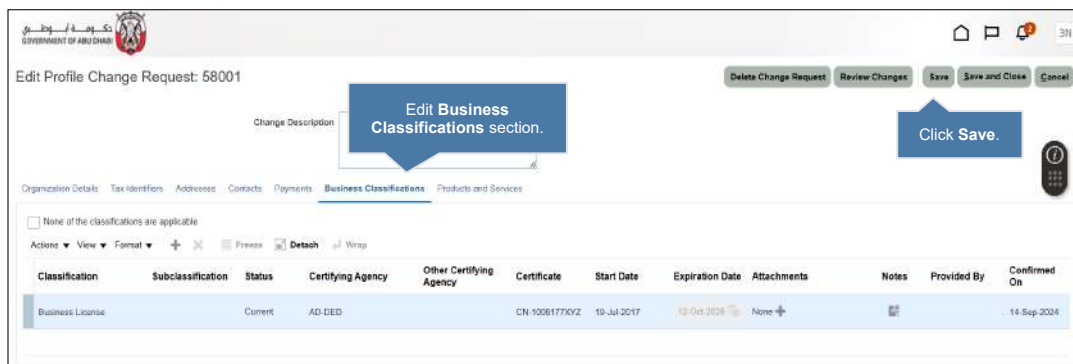 GOVERNMENT OF ABU DHABI
3N
Edit Profile Change Request: 58001
Delete Change Request Review Changes Save Save and Close Cancel
Change Description
Edit Business
Classifications section.
Click Save.
Organization Details Tax Identifiers Addresses Contacts Payments Business Classifications Products and Services
None of the classifications are applicable
Actions View Format Freeze Detach Wrap
Classification Subclassification Status Certifying Agency Other Certifying Agency Certificate Start Date Expiration Date Attachments Notes Provided By Confirmed On
Business License Current AD-DED CN-1006177XYZ 19-Jul-2017 None 14-Sep-2024